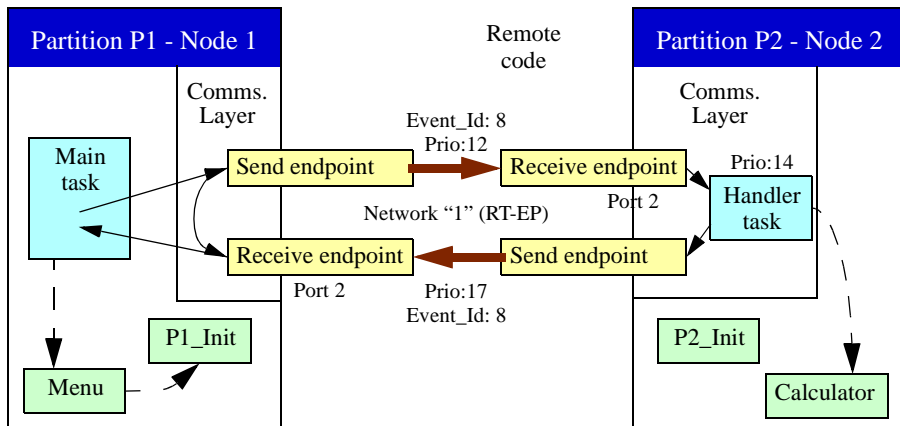 Partition P1 - Node 1
Remote
code
Partition P2 - Node 2
Comms.
Layer
Comms.
Layer
Event_Id: 8
Prio:12
Main
task
Send endpoint
Receive endpoint
Prio:14
Port 2
Handler
task
Network “1” (RT-EP)
Receive endpoint
Send endpoint
Port 2
Prio:17
Event_Id: 8
P1_Init
P2_Init
Menu
Calculator